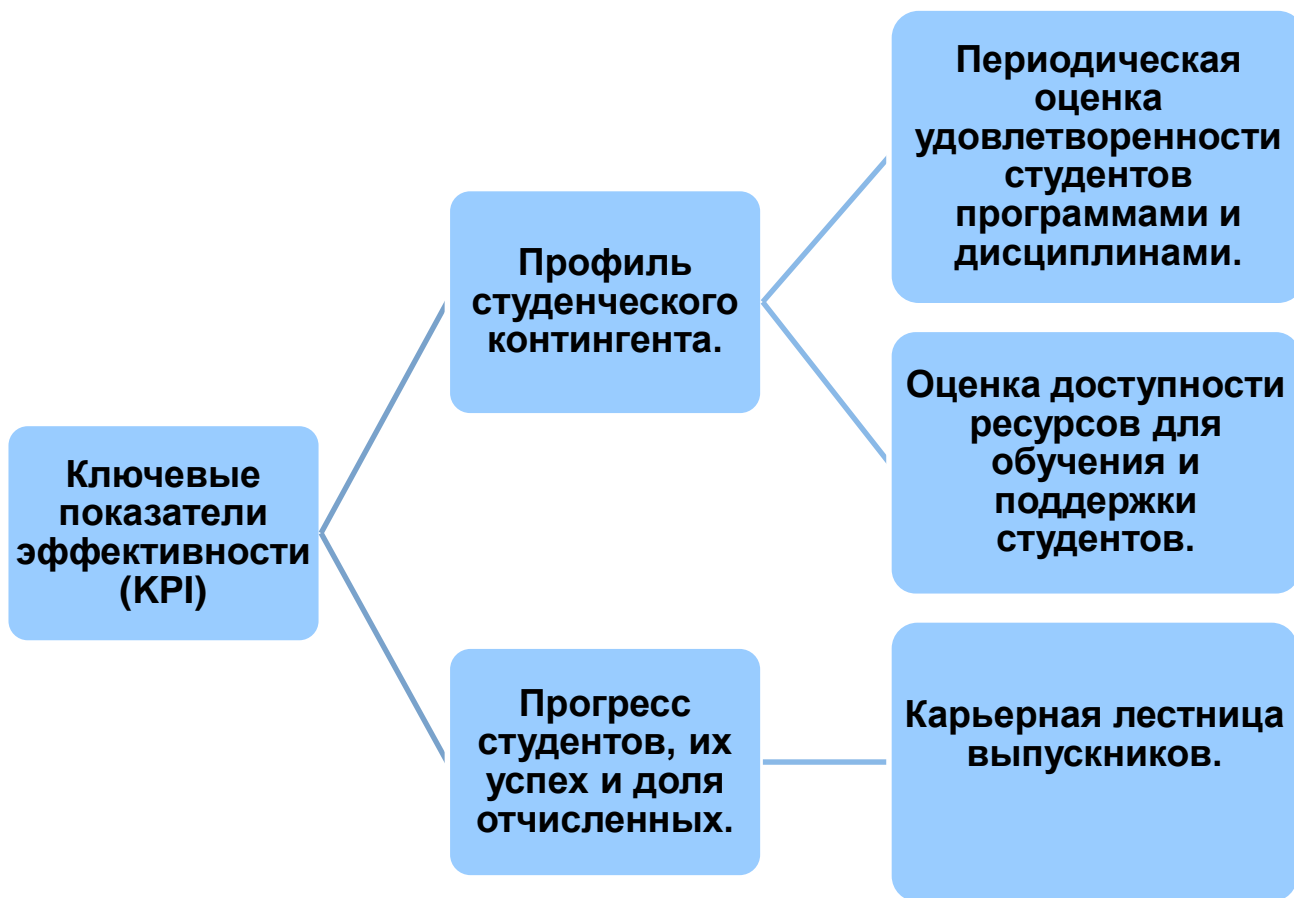 Ключевые
показатели
эффективности
(KPI)
Профиль
студенческого
контингента.
Периодическая
оценка
удовлетворенности
студентов
программами и
дисциплинами.
Оценка доступности
ресурсов для
обучения и
поддержки
студентов.
Прогресс
студентов, их
успех и доля
отчисленных.
Карьерная лестница
выпускников.